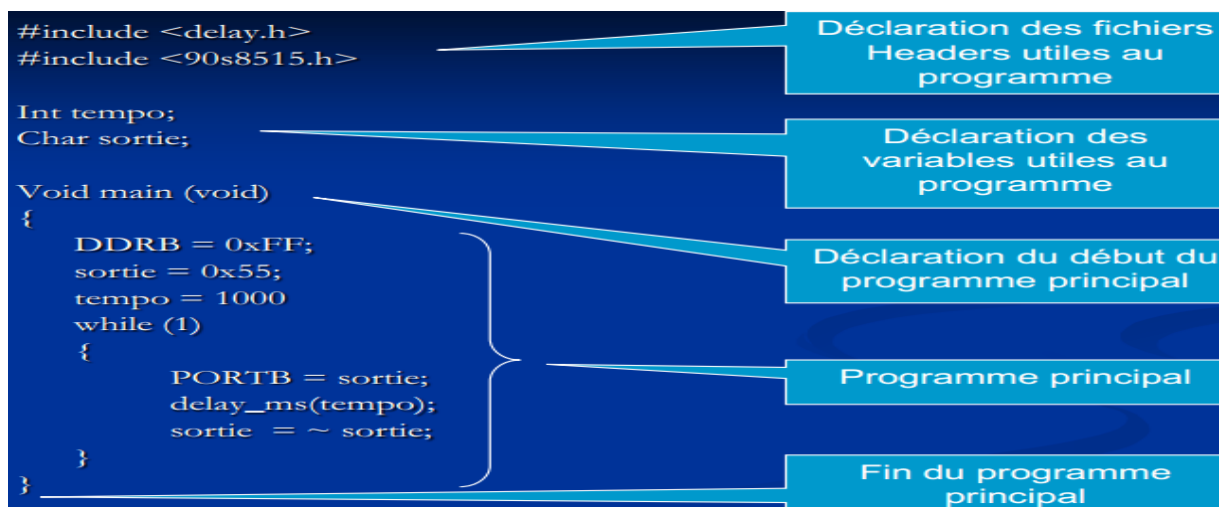 #include <delay.h>
#include <90s8515.h>
Int tempo;
Char sortie;
Void main (void)
{
DDRB = 0xFF;
sortie = 0x55;
tempo = 1000
while (1)
{
PORTB = sortie;
delay_ms(tempo);
sortie = ~ sortie;
}
}
Déclaration des fichiers
Headers utiles au
programme
Déclaration des
variables utiles au
programme
Déclaration du début du
programme principal
Programme principal
Fin du programme
principal